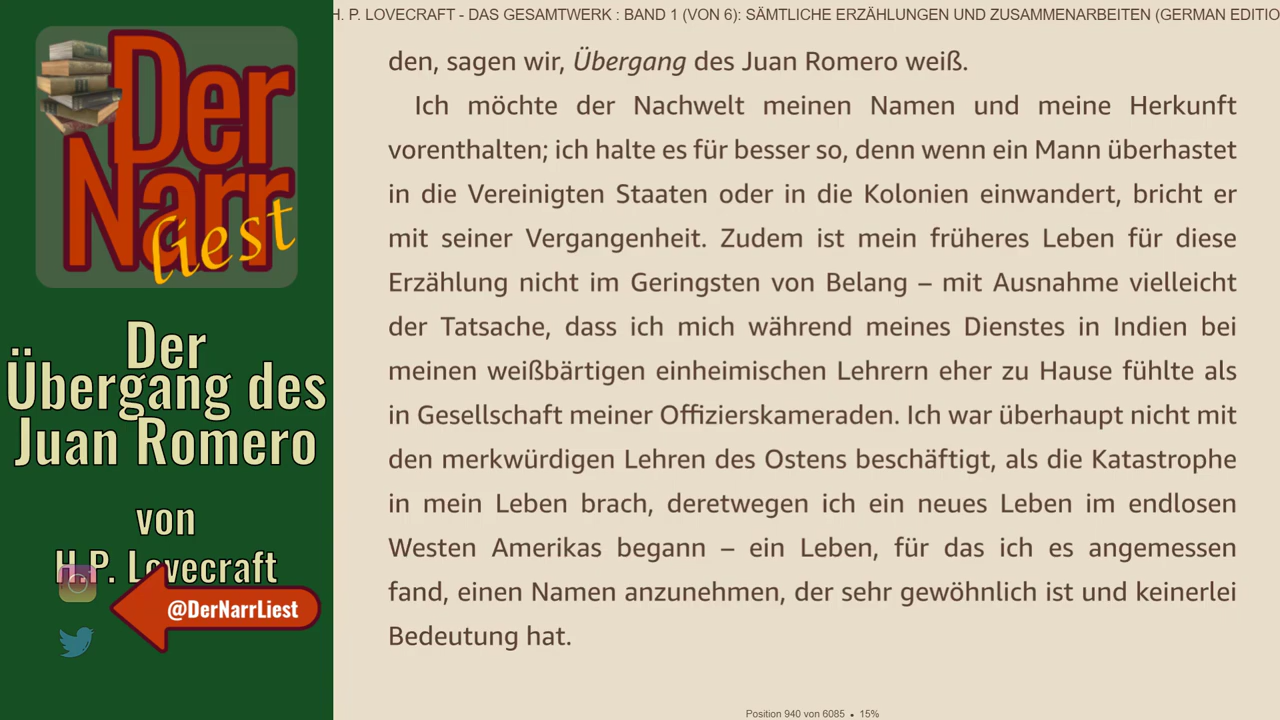 H. P. LOVECRAFT - DAS GESAMTWERK : BAND 1 (VON 6): SÄMTLICHE ERZÄHLUNGEN UND ZUSAMMENARBEITEN (GERMAN EDITIO
Der
Narr
liest
Der
Übergang des
Juan Romero
von
H.P. Lovecraft
@DerNarrLiest
den, sagen wir, Übergang des Juan Romero weiß.
Ich möchte der Nachwelt meinen Namen und meine Herkunft
vorenthalten; ich halte es für besser so, denn wenn ein Mann überhastet
in die Vereinigten Staaten oder in die Kolonien einwandert, bricht er
mit seiner Vergangenheit. Zudem ist mein früheres Leben für diese
Erzählung nicht im Geringsten von Belang – mit Ausnahme vielleicht
der Tatsache, dass ich mich während meines Dienstes in Indien bei
meinen weißbärtigen einheimischen Lehrern eher zu Hause fühlte als
in Gesellschaft meiner Offizierskameraden. Ich war überhaupt nicht mit
den merkwürdigen Lehren des Ostens beschäftigt, als die Katastrophe
in mein Leben brach, deretwegen ich ein neues Leben im endlosen
Westen Amerikas begann – ein Leben, für das ich es angemessen
fand, einen Namen anzunehmen, der sehr gewöhnlich ist und keinerlei
Bedeutung hat.
Position 940 von 6085 • 15%